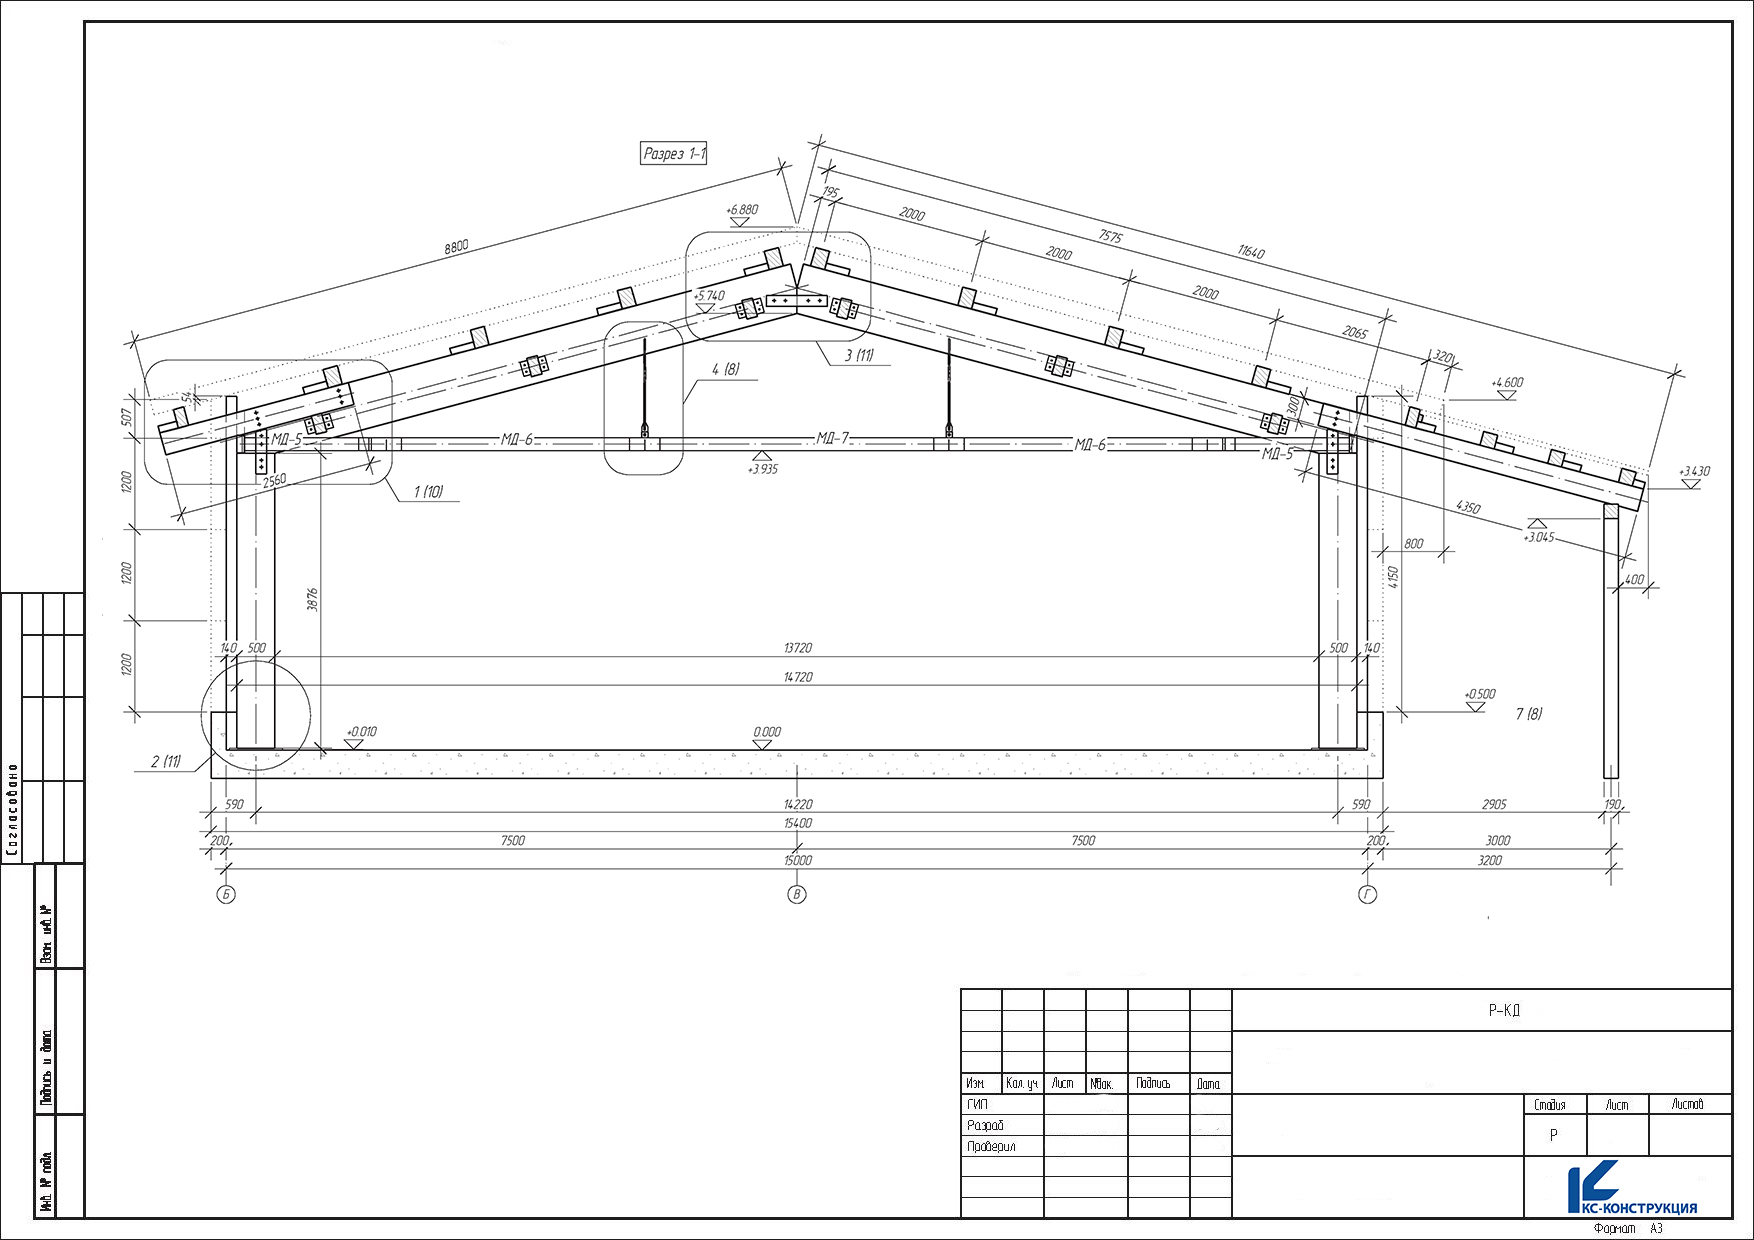 Разрез 1-1
8800
195
2000
7575
11640
2000
2000
2065
320
+6.880
+5.740
3 (11)
4 (8)
54
507
1200
1200
1200
МД-5
МД-6
МД-7
МД-6
МД-5
300
+4.600
+3.430
+3.935
2560
1 (10)
4350
+3.045
800
400
4150
3876
140
500
13720
500
140
14720
+0.500
7 (8)
+0.010
0.000
2 (11)
590
14220
590
2905
190
15400
200
7500
7500
200
3000
15000
3200
Б
В
Г
Согласовано
Взам. инв. №
Подпись и дата
Инв. № подл.
Р-КД
Изм.
Кол. уч.
Лист
№док.
Подпись
Дата
ГИП
Разраб
Проверил
Стадия
Лист
Листов
Р
КС-КОНСТРУКЦИЯ
Формат А3